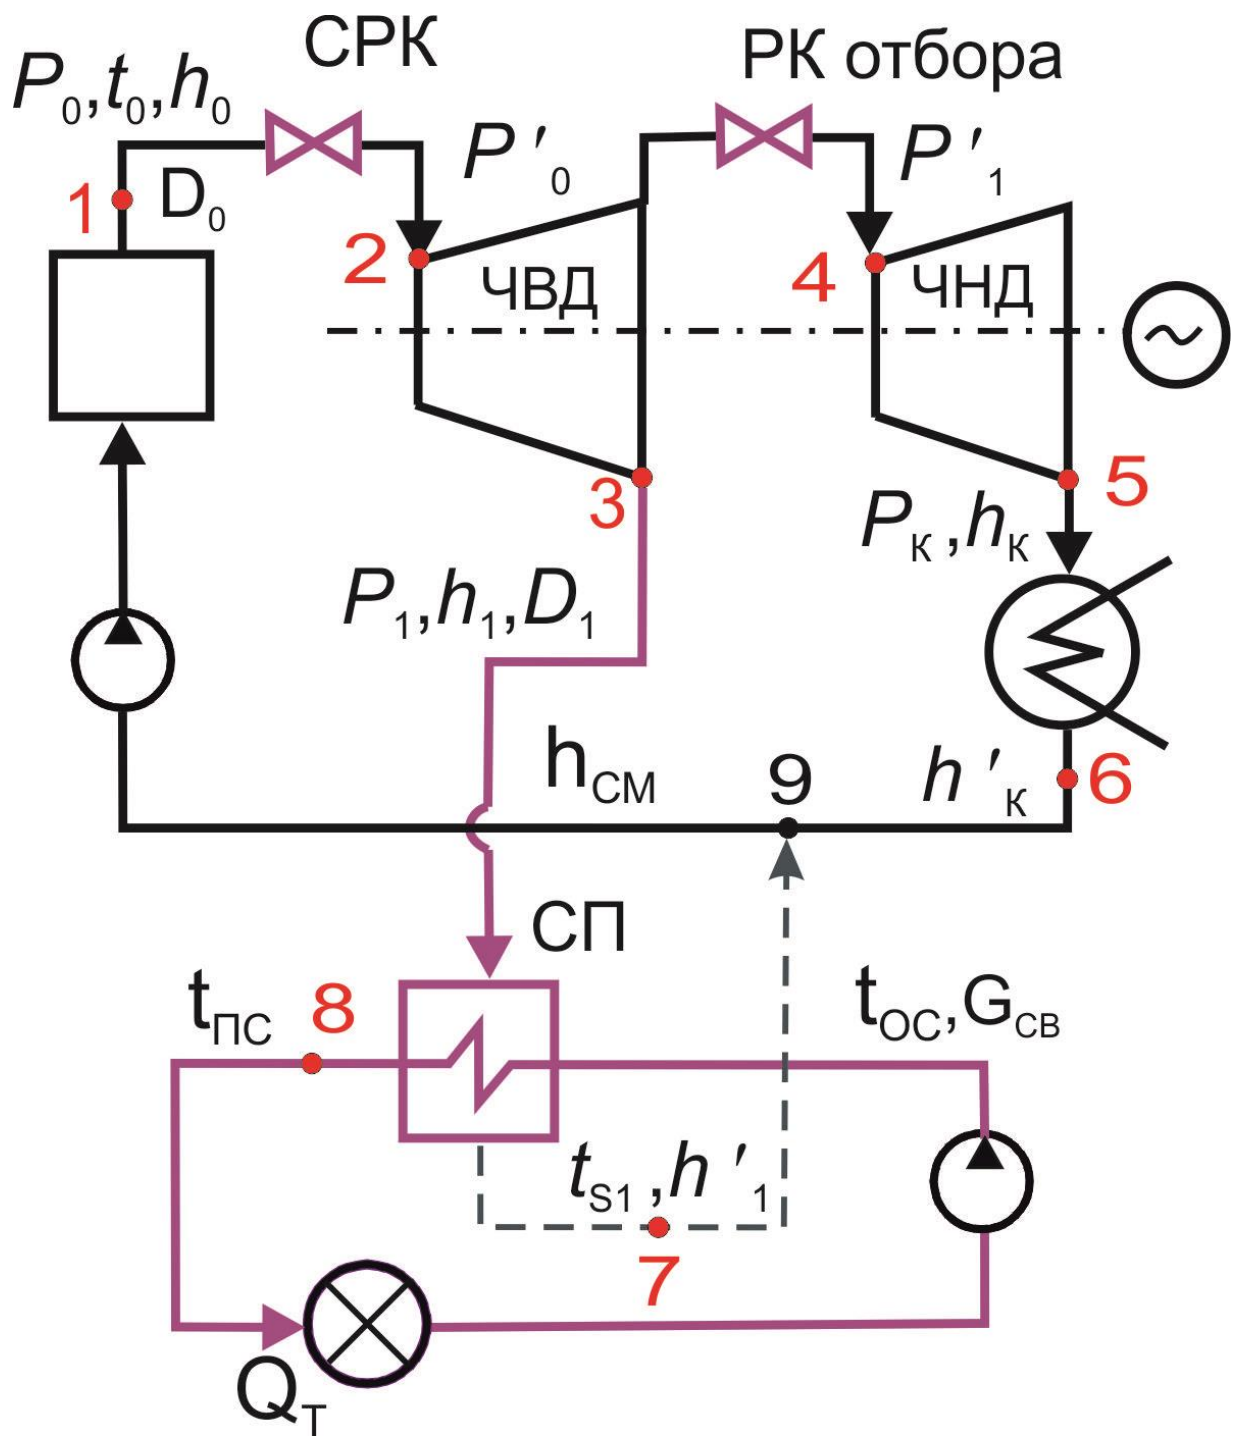 СРК
РК отбора
P₀,t₀,h₀
P′₀
P′₁
1
D₀
2
4
ЧВД
ЧНД
3
5
Pк,hк
P₁,h₁,D₁
hСМ
9
h′к
6
СП
tПС
8
tОС,GСВ
tS1,h′₁
7
QТ